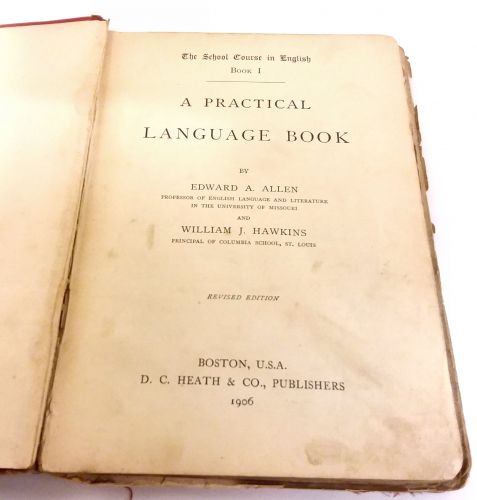 The School Course in English
BOOK I
A PRACTICAL
LANGUAGE BOOK
BY
EDWARD A. ALLEN
PROFESSOR OF ENGLISH LANGUAGE AND LITERATURE
IN THE UNIVERSITY OF MISSOURI
AND
WILLIAM J. HAWKINS
PRINCIPAL OF COLUMBIA SCHOOL, ST. LOUIS
REVISED EDITION
BOSTON, U.S.A.
D. C. HEATH & CO., PUBLISHERS
1906